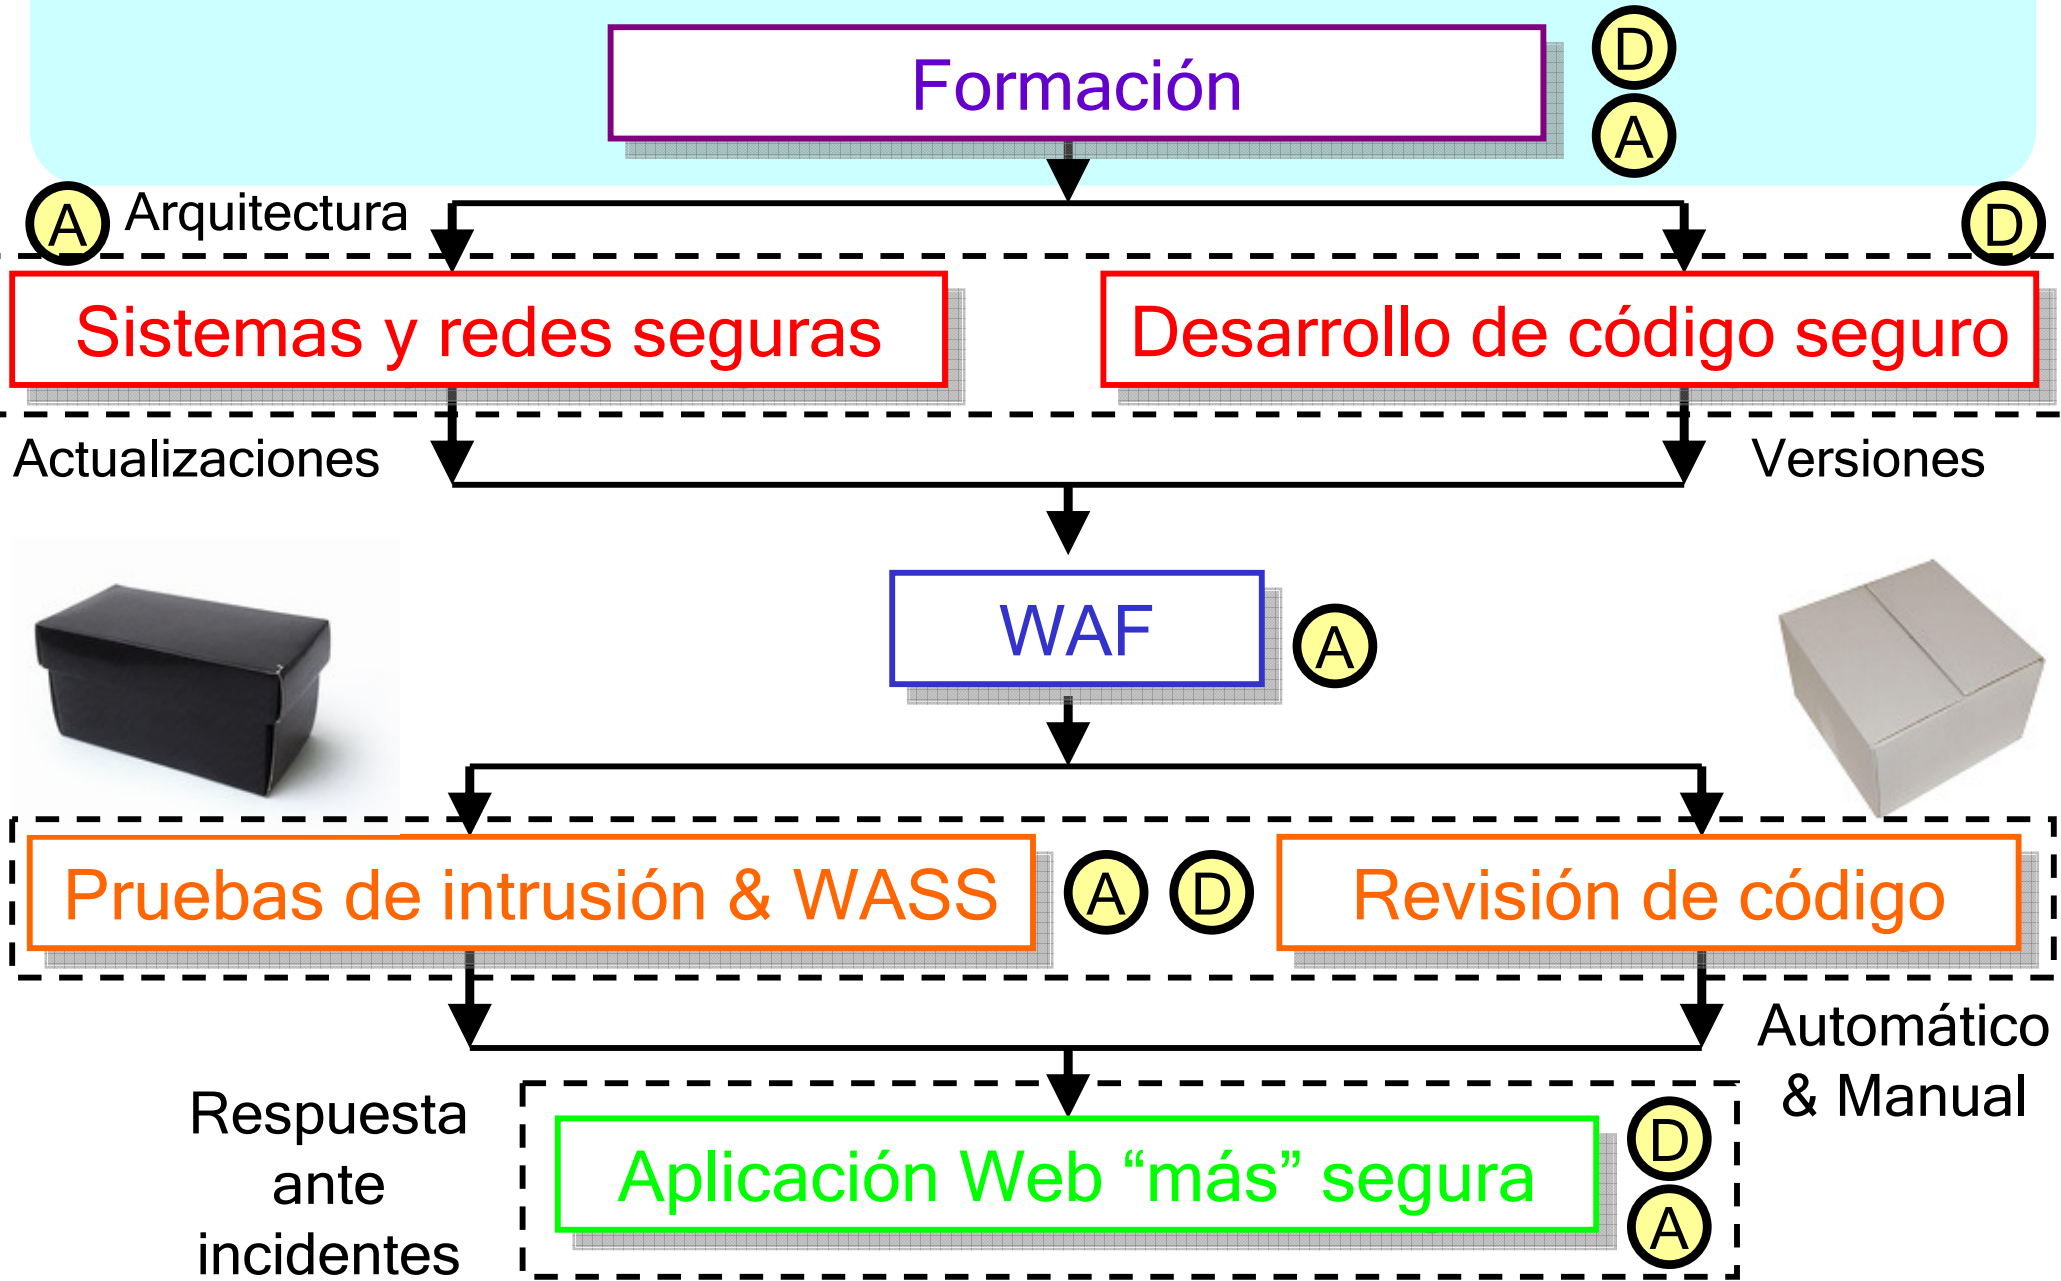 Formación
D
A
A
Arquitectura
D
Sistemas y redes seguras
Desarrollo de código seguro
Actualizaciones
Versiones
WAF
A
Pruebas de intrusión & WASS
A
D
Revisión de código
Automático
& Manual
Respuesta
ante
incidentes
Aplicación Web “más” segura
D
A